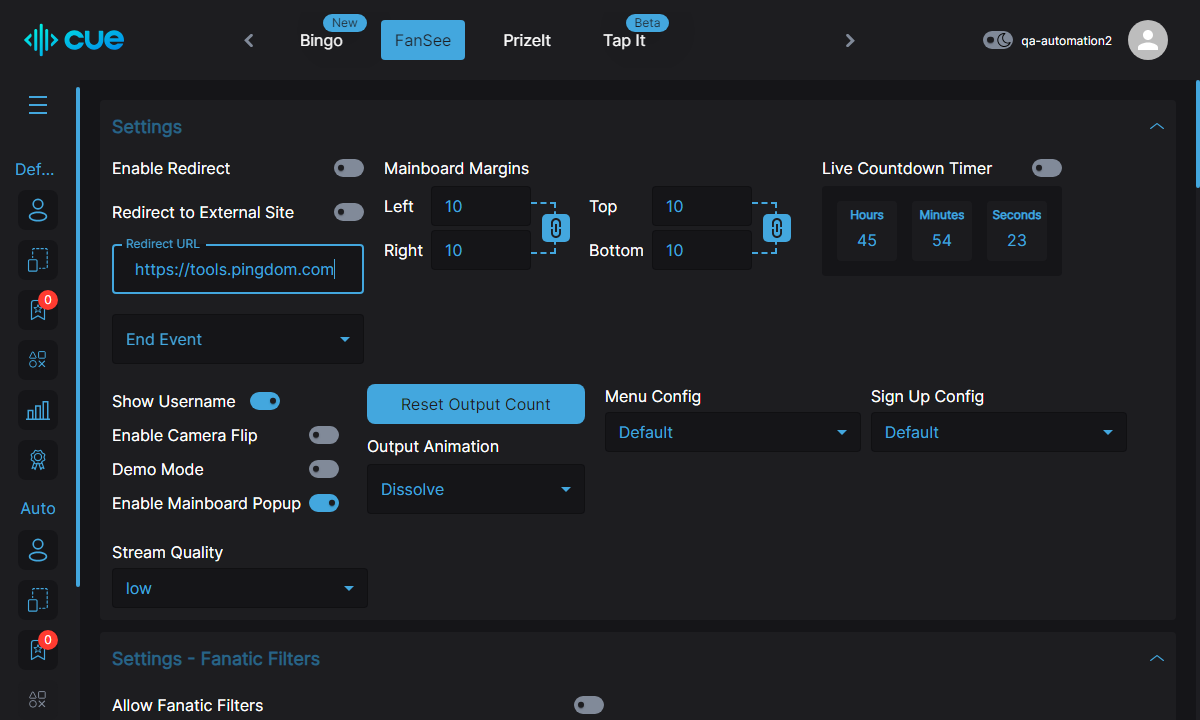 cue
New
Bingo
FanSee
PrizeIt
Beta
Tap It
qa-automation2
Def...
0
Auto
0
Settings
Enable Redirect
Redirect to External Site
Redirect URL
https://tools.pingdom.com
End Event
Mainboard Margins
Left
10
Right
10
Top
10
Bottom
10
Live Countdown Timer
Hours
Minutes
Seconds
45
54
23
Show Username
Enable Camera Flip
Demo Mode
Enable Mainboard Popup
Reset Output Count
Output Animation
Dissolve
Menu Config
Default
Sign Up Config
Default
Stream Quality
low
Settings - Fanatic Filters
Allow Fanatic Filters